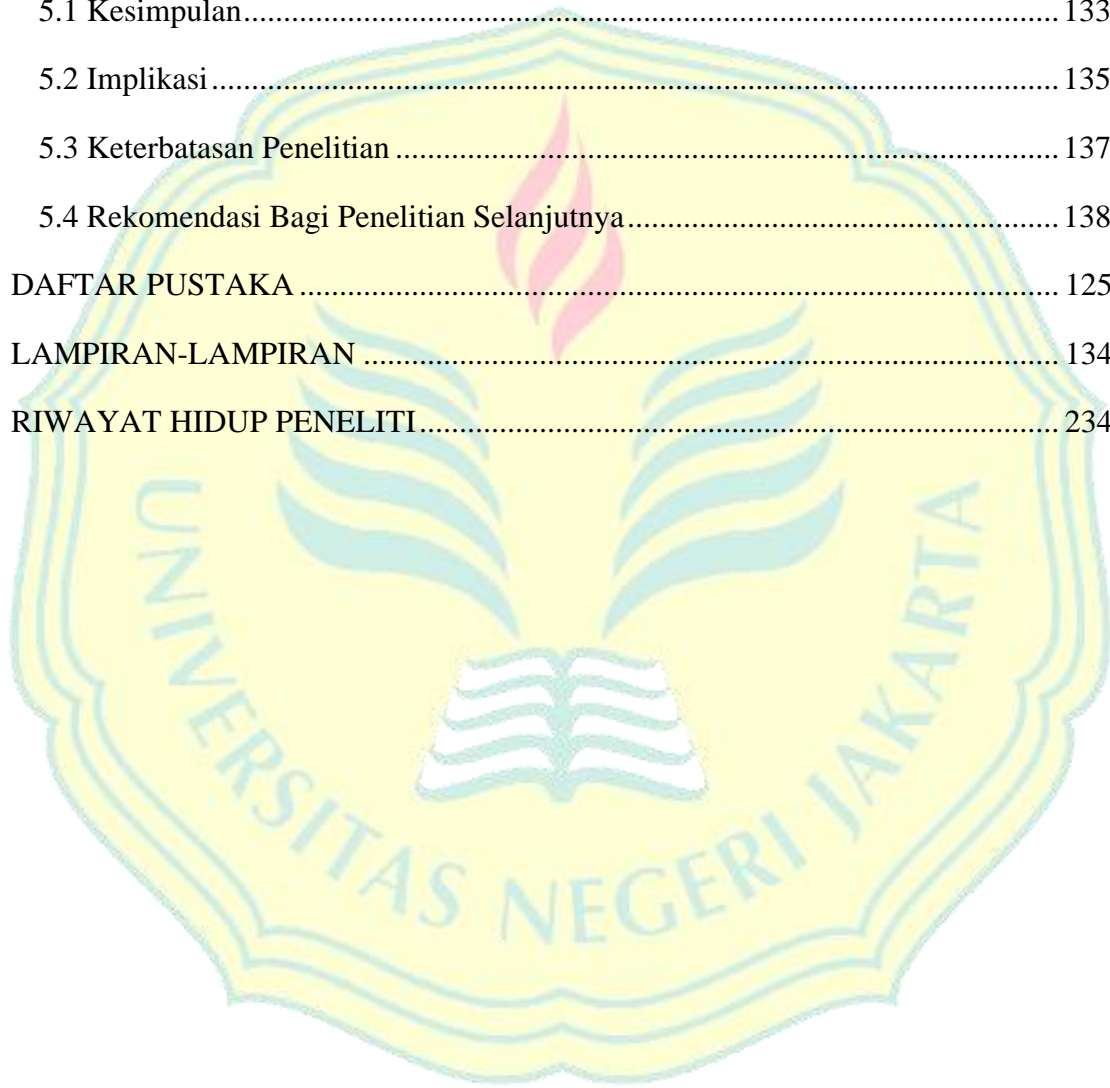 5.1 Kesimpulan.......................................................................................................... 133
5.2 Implikasi.............................................................................................................. 135
5.3 Keterbatasan Penelitian ....................................................................................... 137
5.4 Rekomendasi Bagi Penelitian Selanjutnya.......................................................... 138
DAFTAR PUSTAKA ................................................................................................ 125
LAMPIRAN-LAMPIRAN ........................................................................................ 134
RIWAYAT HIDUP PENELITI................................................................................. 234
UNIVERSITAS NEGERI JAKARTA